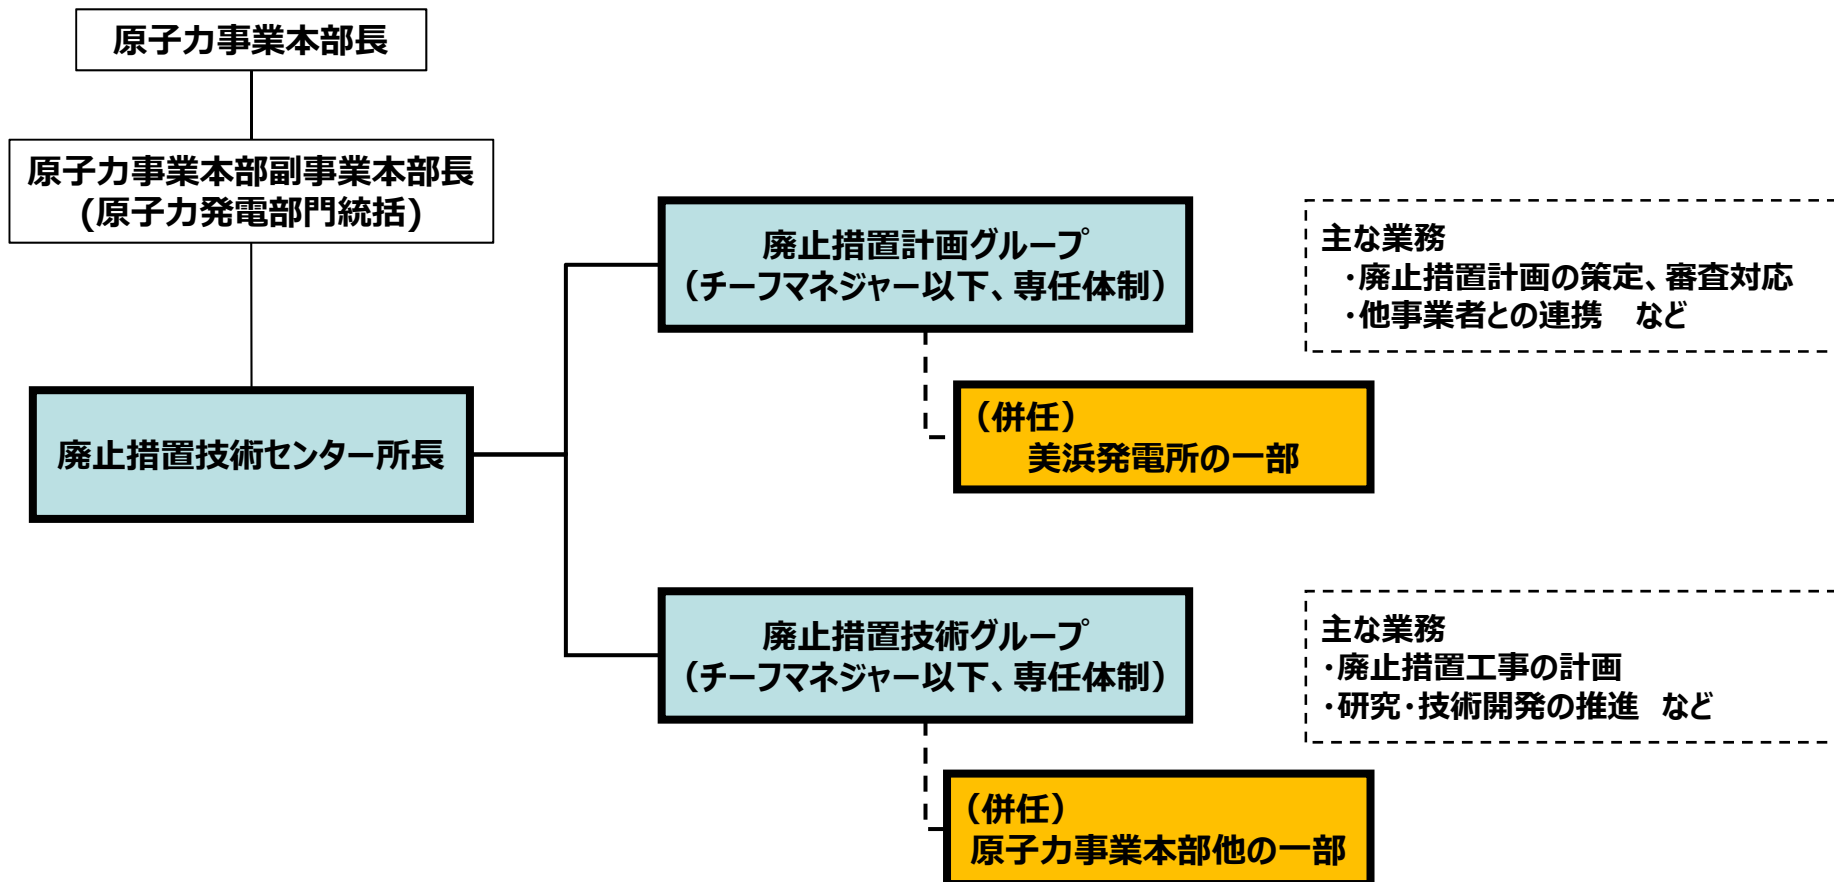 原子力事業本部長
原子力事業本部副事業本部長
(原子力発電部門統括)
廃止措置技術センター所長
廃止措置計画グループ
（チーフマネジャー以下、専任体制）
主な業務
・廃止措置計画の策定、審査対応
・他事業者との連携　など
（併任）
美浜発電所の一部
廃止措置技術グループ
（チーフマネジャー以下、専任体制）
主な業務
・廃止措置工事の計画
・研究・技術開発の推進　など
（併任）
原子力事業本部他の一部